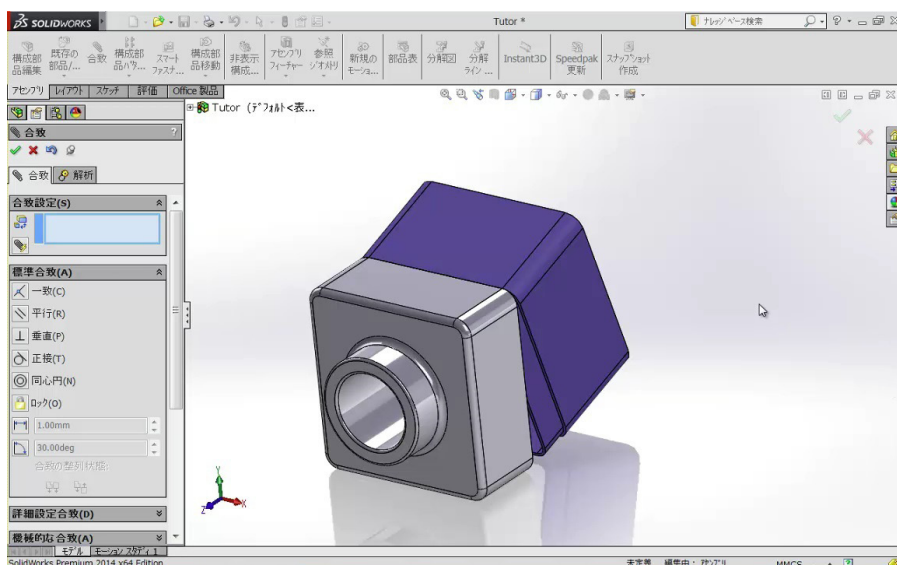 SOLIDWORKS
Tutor *
ナレッジベース検索
構成部品編集
既存の部品/...
合致
構成部品パタ...
スマートファスナ...
構成部品移動
非表示構成...
アセンブリフィーチャー
参照ジオメトリ
新規のモーショ...
部品表
分解図
分解ライン ...
Instant3D
Speedpak更新
スナップショット作成
アセンブリ レイアウト スケッチ 評価 Office 製品
Tutor (デフォルト<表...
合致
?
合致 解析
合致設定(S)
標準合致(A)
一致(C)
平行(R)
垂直(P)
正接(T)
同心円(N)
ロック(O)
1.00mm
30.00deg
合致の整列状態:
詳細設定合致(D)
機械的な合致(A)
Y
X
Z
モデル モーション スタディ 1
SolidWorks Premium 2014 x64 Edition
未定義 編集中: アセンブリ MMGS